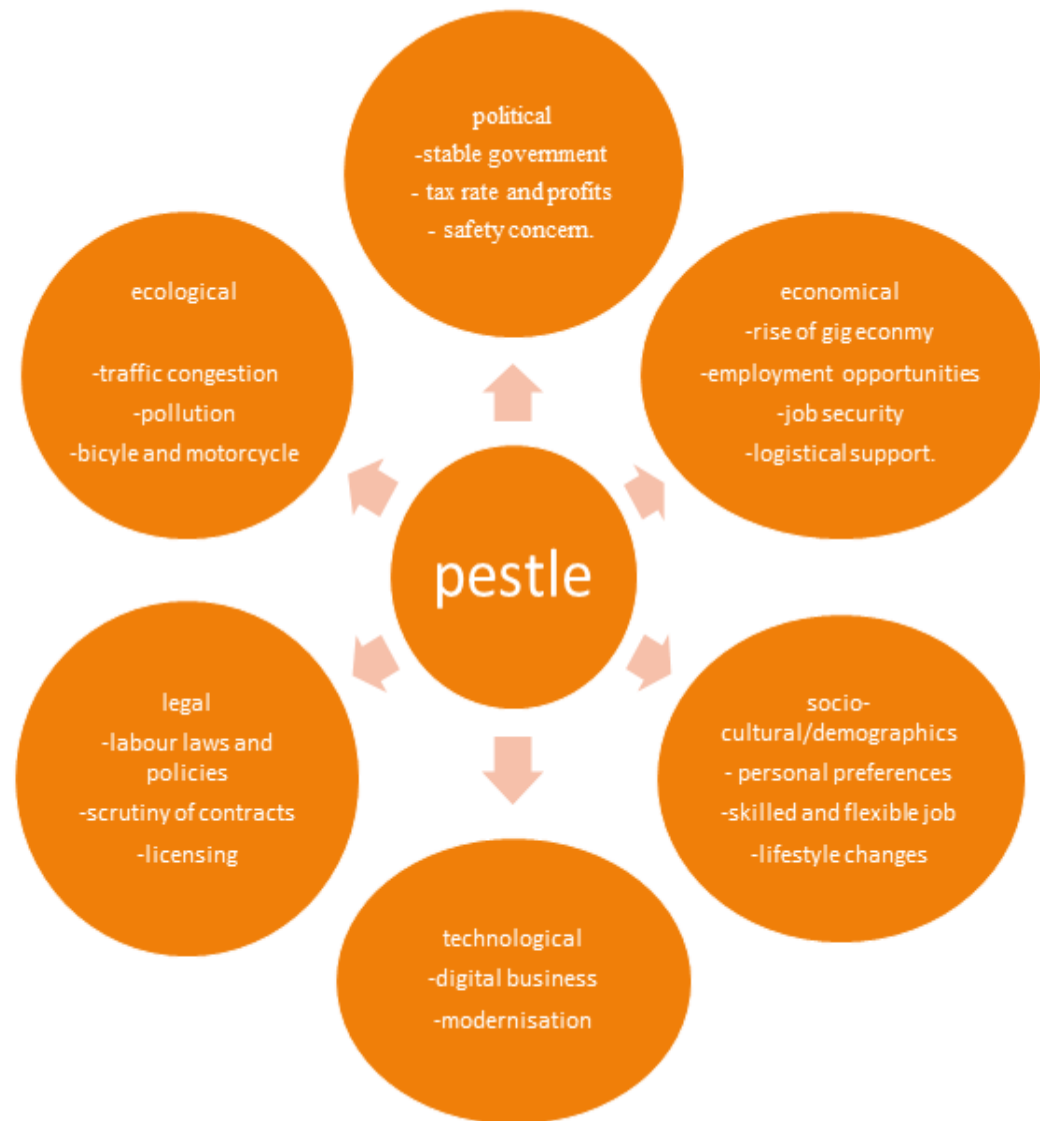 political
-stable government
- tax rate and profits
- safety concern.
ecological
-traffic congestion
-pollution
-bicyle and motorcycle
economical
-rise of gig econmy
-employment opportunities
-job security
-logistical support.
pestle
legal
-labour laws and
policies
-scrutiny of contracts
-licensing
socio-
cultural/demographics
- personal preferences
-skilled and flexible job
-lifestyle changes
technological
-digital business
-modernisation